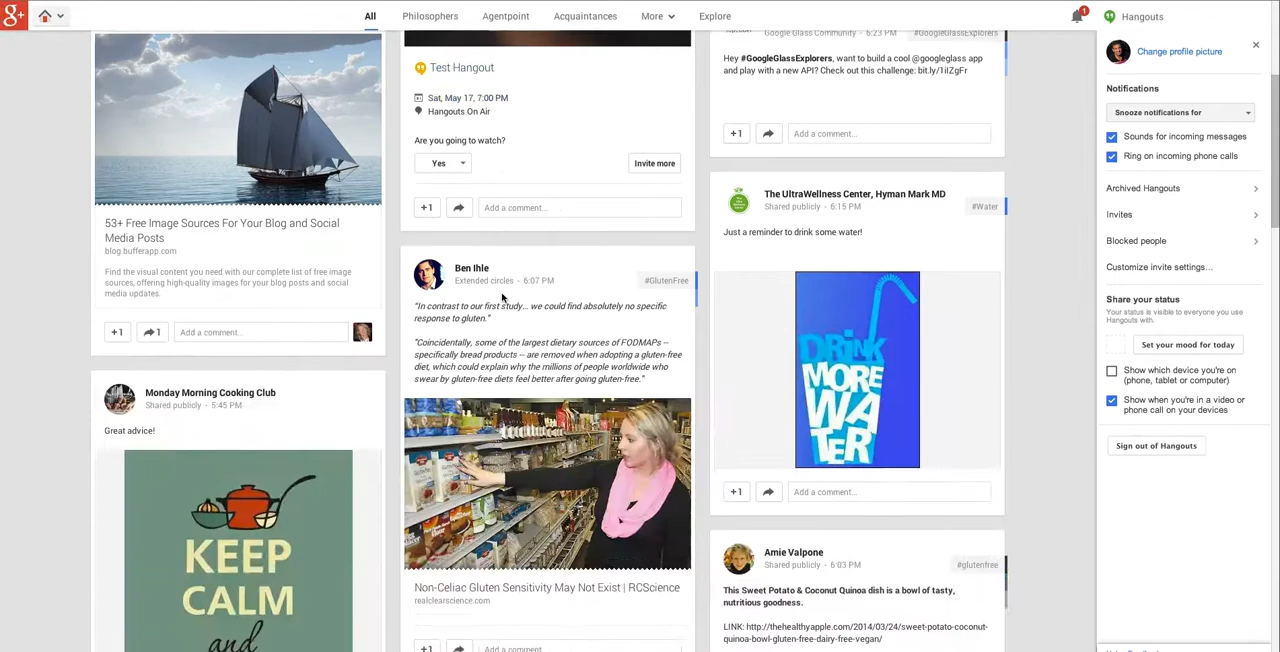 g+
All
Philosophers
Agentpoint
Acquaintances
More
Explore
1
Hangouts
53+ Free Image Sources For Your Blog and Social
Media Posts
blog.bufferapp.com
Find the visual content you need with our complete list of free image
sources, offering high-quality images for your blog posts and social
media updates.
+1
1
Add a comment...
Monday Morning Cooking Club
Shared publicly - 5:45 PM
Great advice!
KEEP
CALM
and
Test Hangout
Sat, May 17, 7:00 PM
Hangouts On Air
Are you going to watch?
Yes
Invite more
+1
Add a comment...
Ben Ihle
Extended circles - 6:07 PM
#GlutenFree
"In contrast to our first study... we could find absolutely no specific
response to gluten."
"Coincidentally, some of the largest dietary sources of FODMAPs --
specifically bread products -- are removed when adopting a gluten-free
diet, which could explain why the millions of people worldwide who
swear by gluten-free diets feel better after going gluten-free."
Non-Celiac Gluten Sensitivity May Not Exist | RCScience
realclearscience.com
+1
Add a comment...
Google Glass Community - 6:23 PM
#GoogleGlassExplorers
Hey #GoogleGlassExplorers, want to build a cool @googleglass app
and play with a new API? Check out this challenge: bit.ly/1iIZgFr
+1
Add a comment...
The UltraWellness Center, Hyman Mark MD
Shared publicly - 6:15 PM
#Water
Just a reminder to drink some water!
DRINK
MORE
WA
TER
+1
Add a comment...
Amie Valpone
Shared publicly - 6:03 PM
#glutenfree
This Sweet Potato & Coconut Quinoa dish is a bowl of tasty,
nutritious goodness.
LINK: http://thehealthyapple.com/2014/03/24/sweet-potato-coconut-
quinoa-bowl-gluten-free-dairy-free-vegan/
Change profile picture
Notifications
Snooze notifications for
Sounds for incoming messages
Ring on incoming phone calls
Archived Hangouts
Invites
Blocked people
Customize invite settings...
Share your status
Your status is visible to everyone you use
Hangouts with.
Set your mood for today
Show which device you're on
(phone, tablet or computer)
Show when you're in a video or
phone call on your devices
Sign out of Hangouts